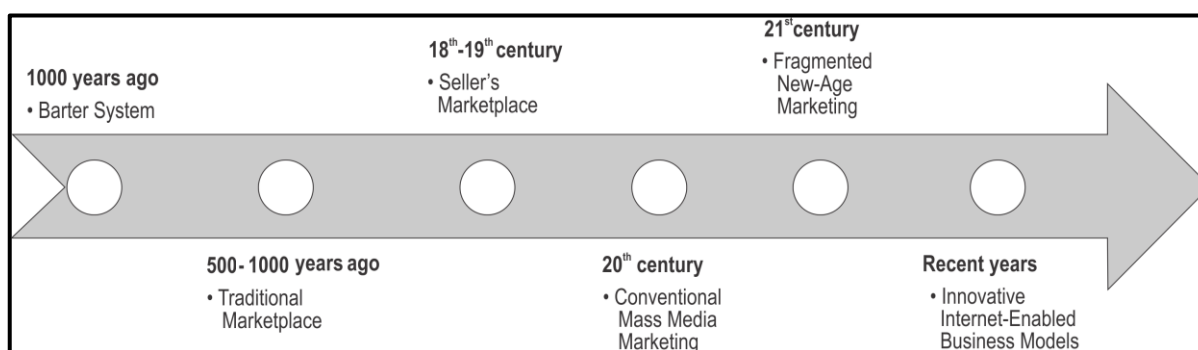 1000 years ago
• Barter System
500-1000 years ago
• Traditional
Marketplace
18th-19th century
• Seller's
Marketplace
20th century
• Conventional
Mass Media
Marketing
21st century
• Fragmented
New-Age
Marketing
Recent years
• Innovative
Internet-Enabled
Business Models